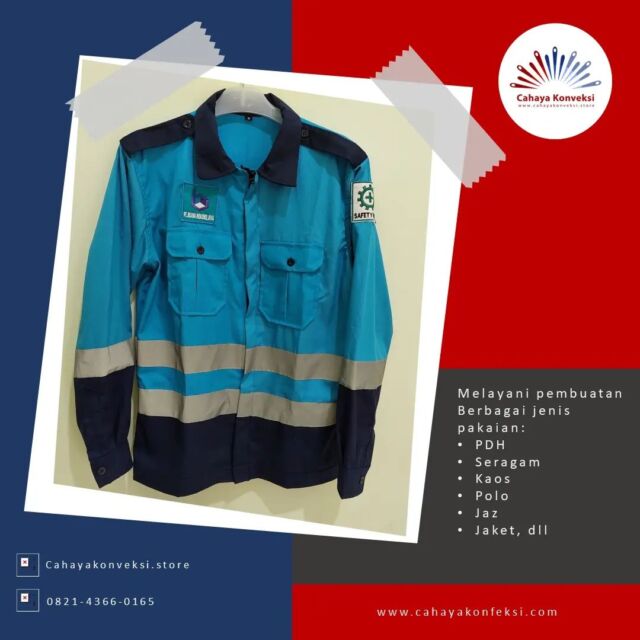 Cahaya Konveksi
www.cahayakonveksi.store
SAFETY
Melayani pembuatan
Berbagai jenis
pakaian:
• PDH
• Seragam
• Kaos
• Polo
• Jaz
• Jaket, dll
Cahayakonveksi.store
0821-4366-0165
www.cahayakonfeksi.com